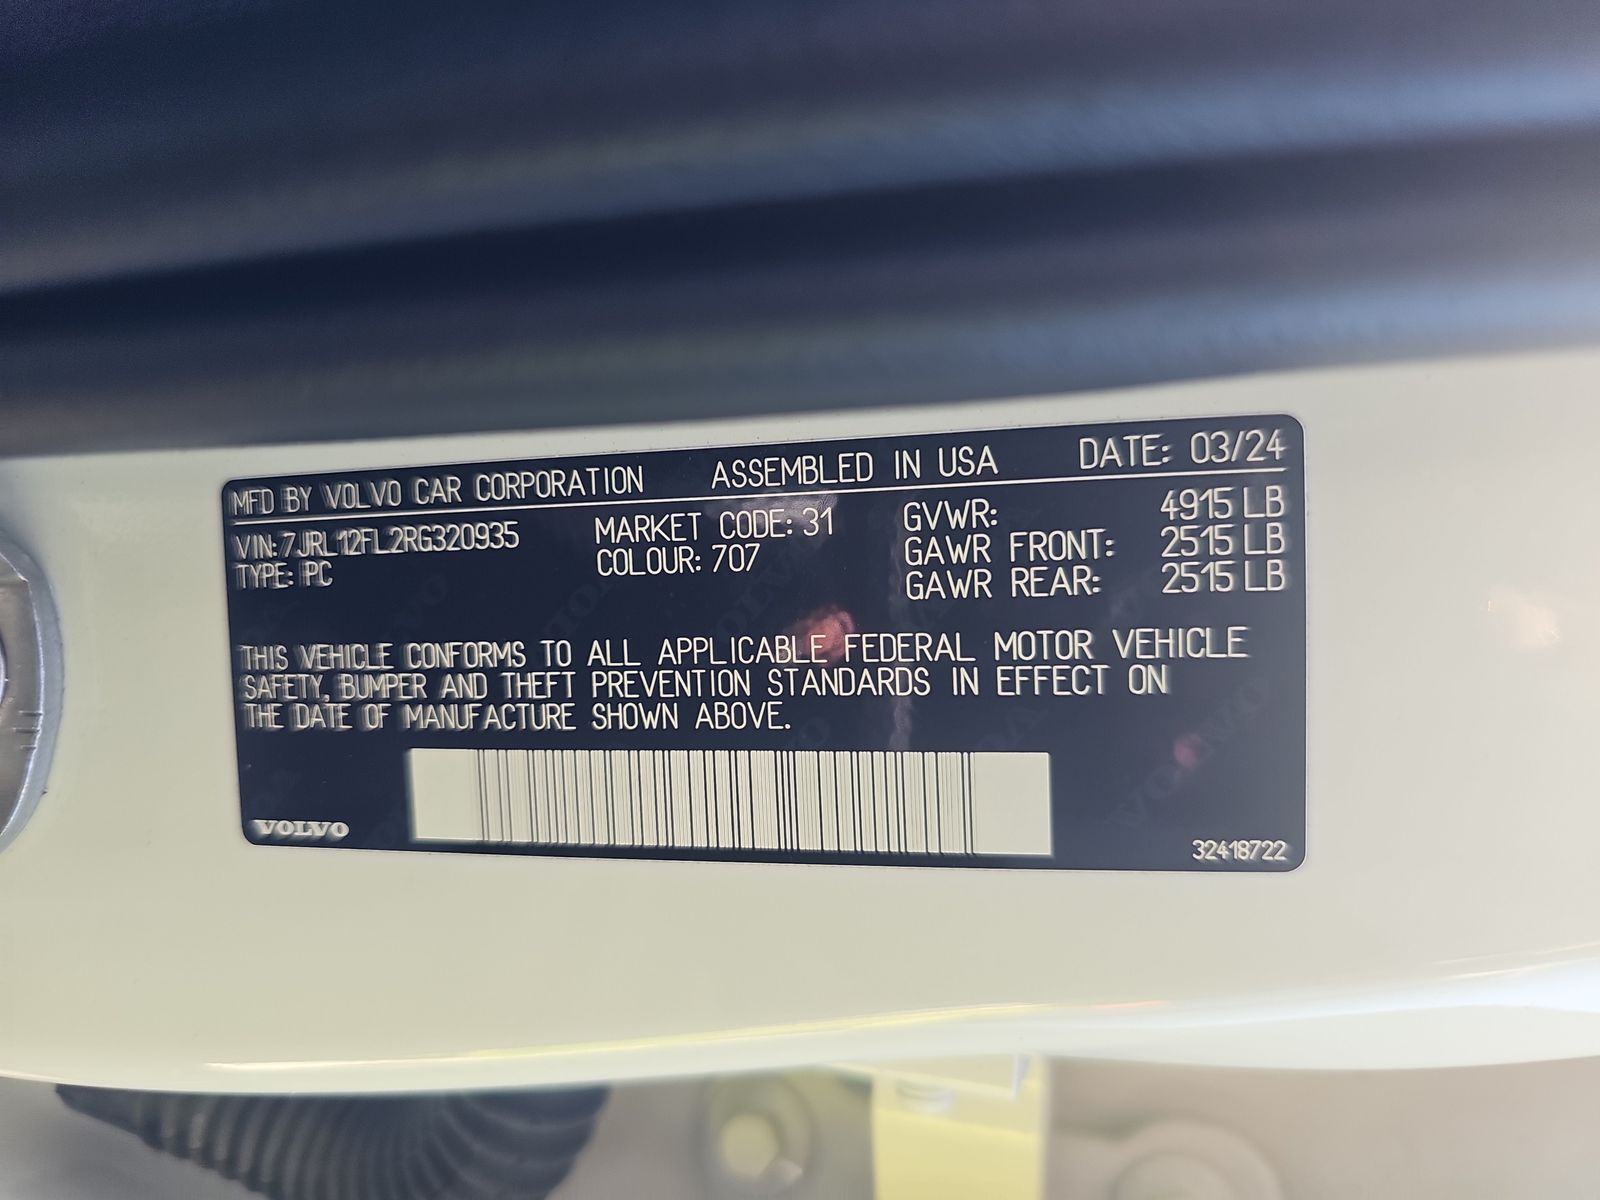 MFD BY VOLVO CAR CORPORATION ASSEMBLED IN USA DATE: 03/24
VIN: 7JRL12FL2RG320935 MARKET CODE: 31 GVWR: 4915 LB
TYPE: PC COLOUR: 707 GAWR FRONT: 2515 LB
GAWR REAR: 2515 LB
THIS VEHICLE CONFORMS TO ALL APPLICABLE FEDERAL MOTOR VEHICLE
SAFETY, BUMPER AND THEFT PREVENTION STANDARDS IN EFFECT ON
THE DATE OF MANUFACTURE SHOWN ABOVE.
VOLVO 32418722